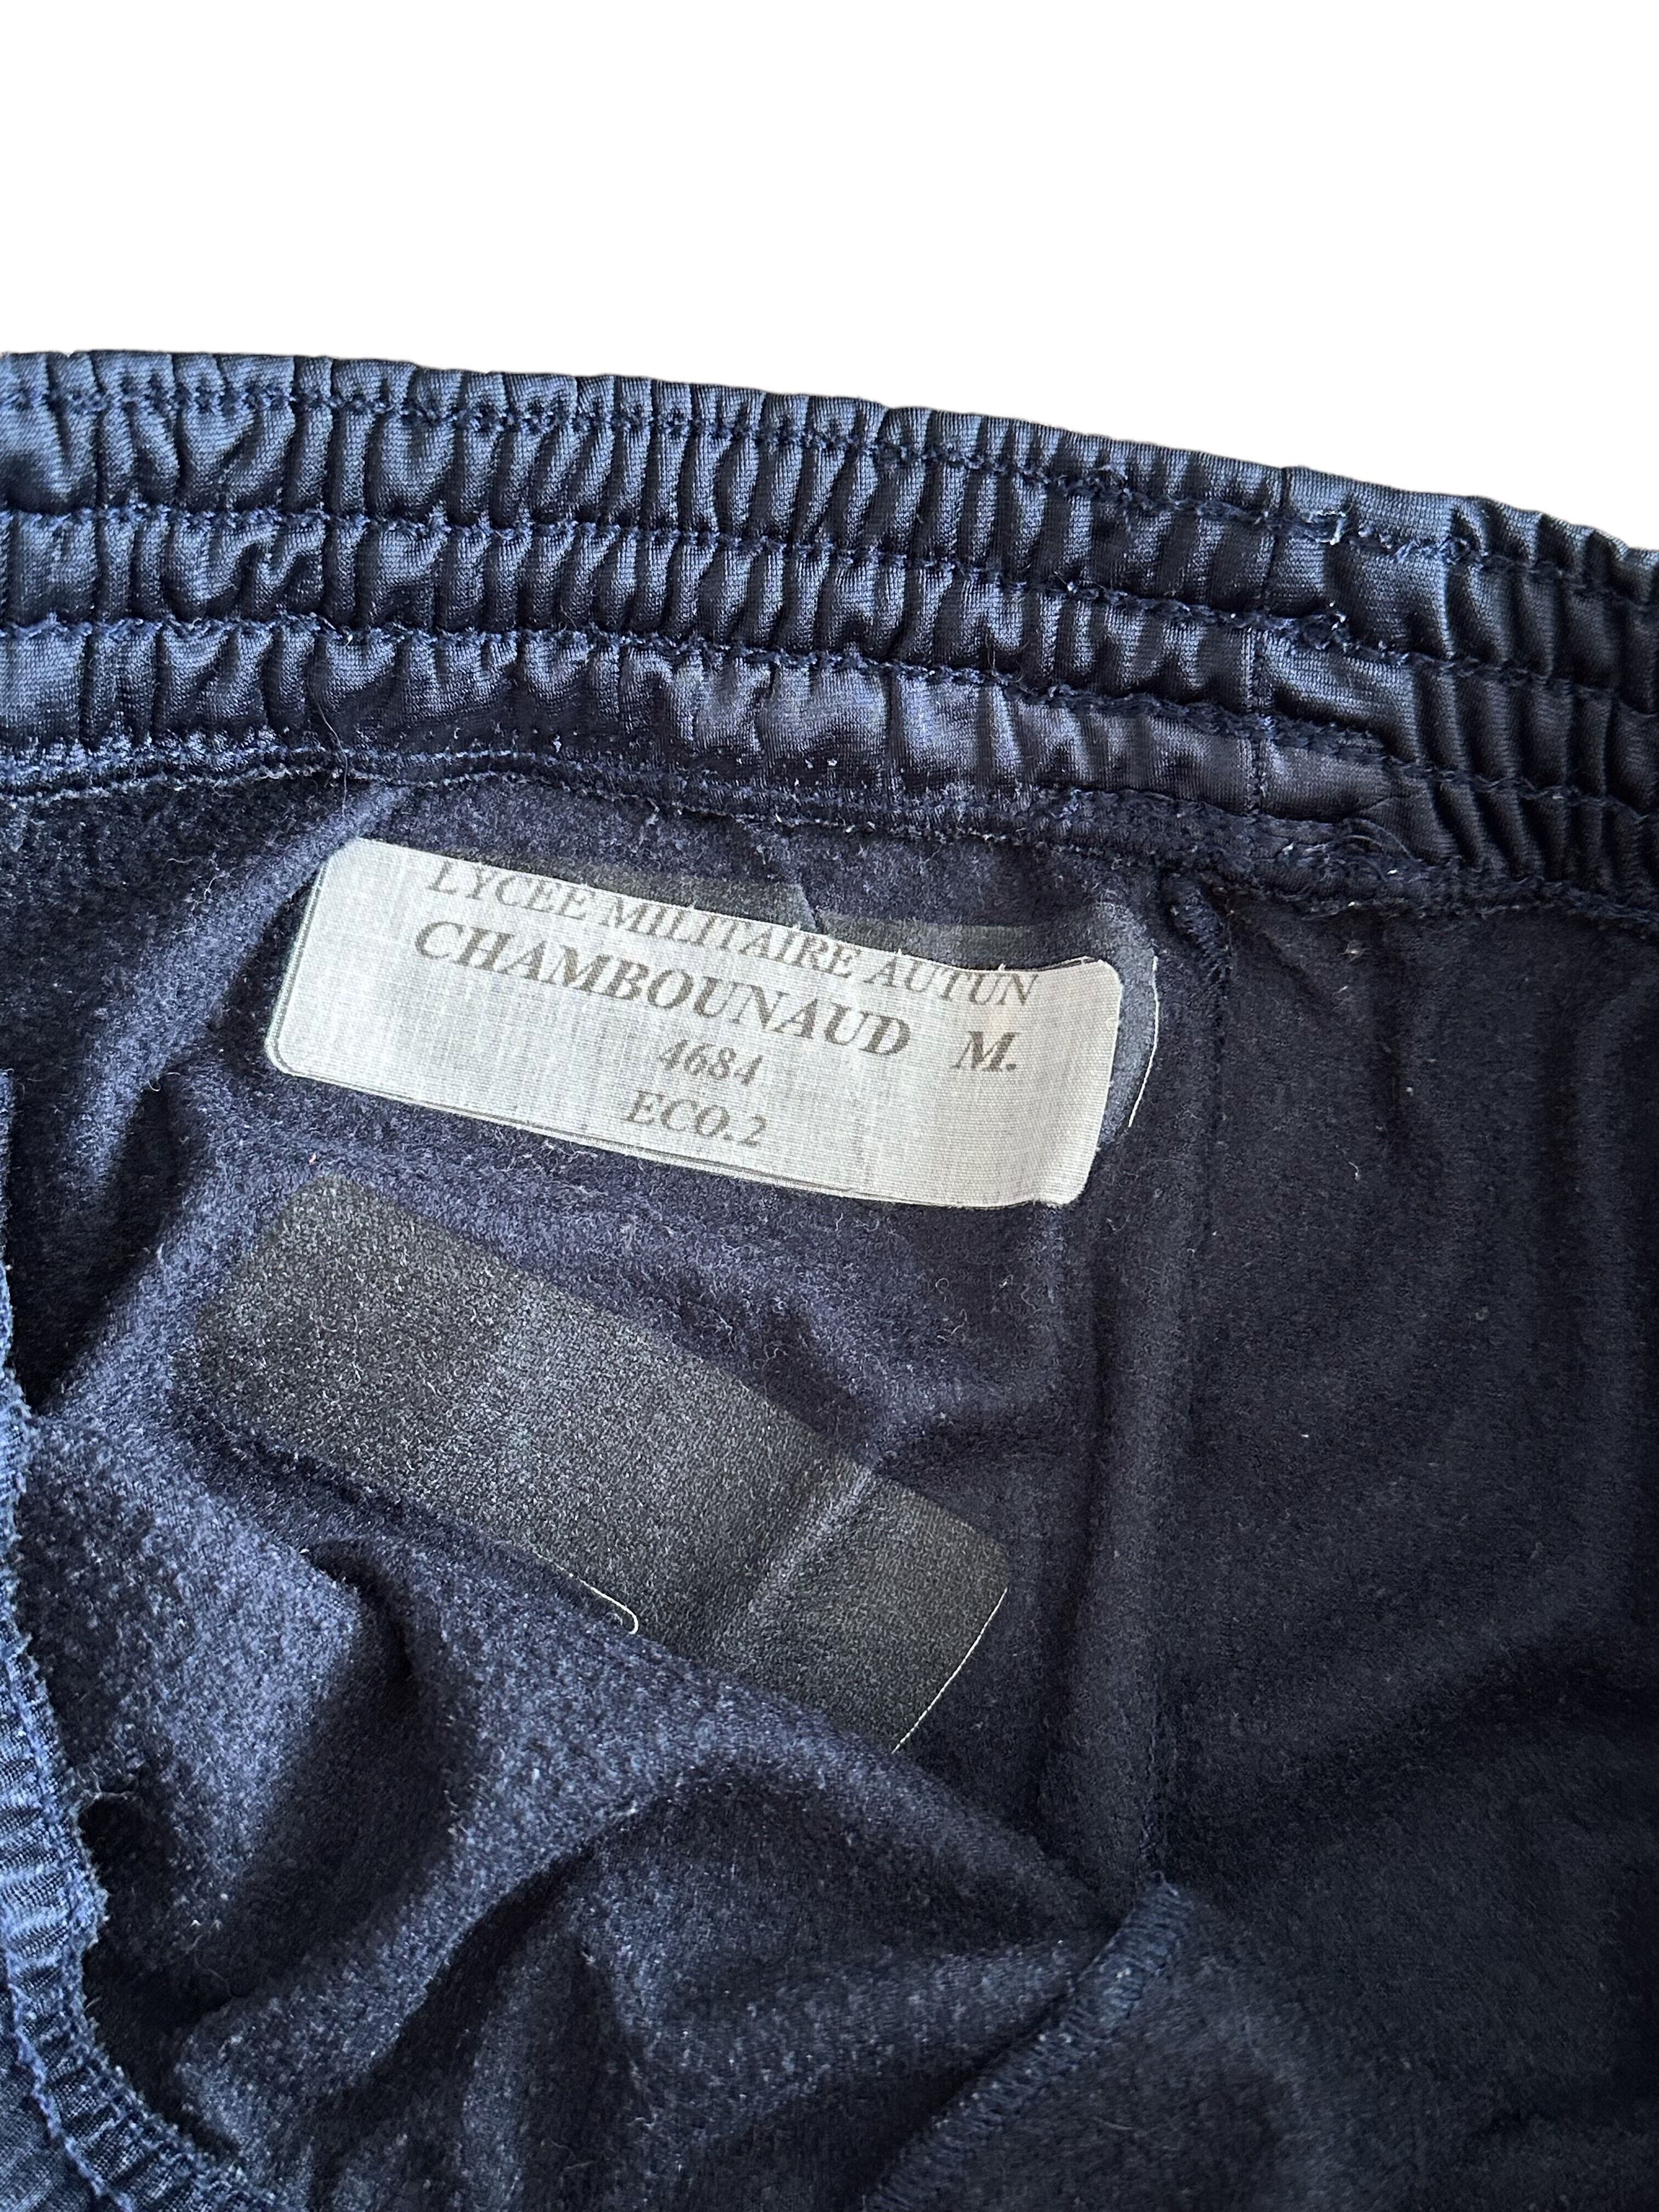 LYCEE MILITAIRE AUTUN
CHAMBOUNAUD M.
4684
ECO.2